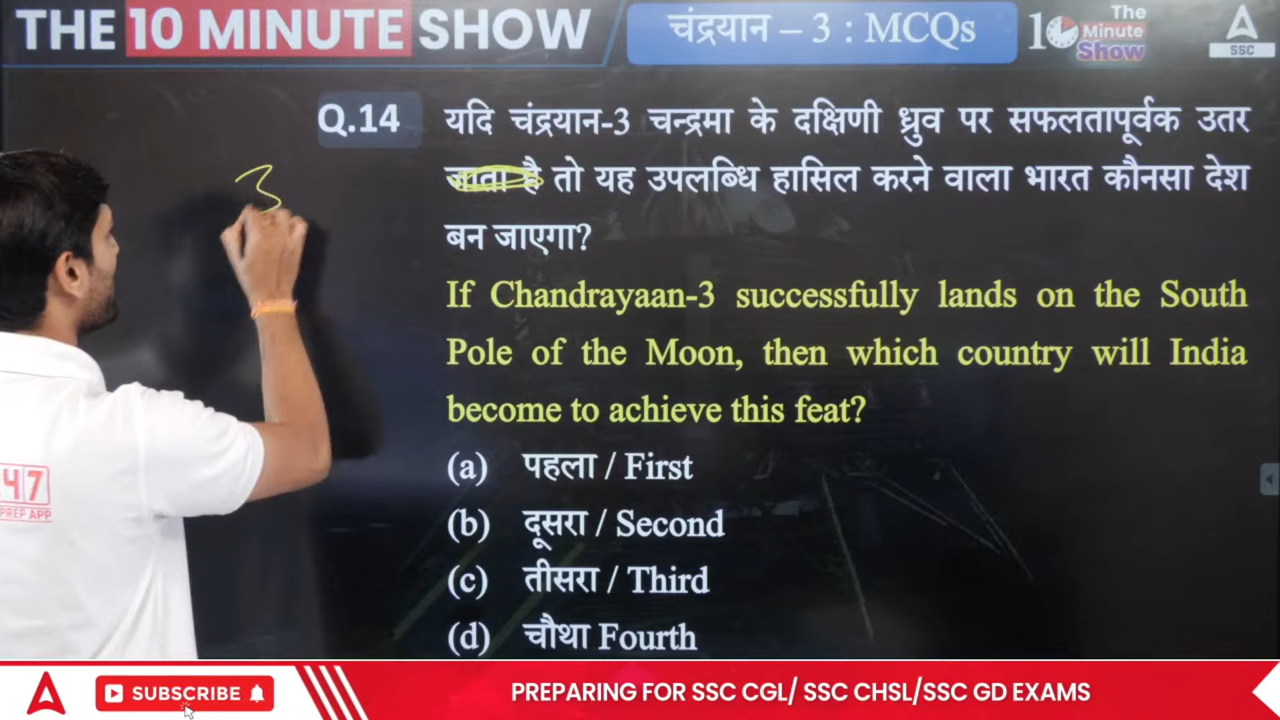 THE 10 MINUTE SHOW
चंद्रयान – 3 : MCQs
The
10 Minute
Show
SSC
Q.14 यदि चंद्रयान-3 चन्द्रमा के दक्षिणी ध्रुव पर सफलतापूर्वक उतर
जाता है तो यह उपलब्धि हासिल करने वाला भारत कौनसा देश
बन जाएगा?
3
If Chandrayaan-3 successfully lands on the South
Pole of the Moon, then which country will India
become to achieve this feat?
(a) पहला / First
(b) दूसरा / Second
(c) तीसरा / Third
(d) चौथा Fourth
47
PREP APP
SUBSCRIBE
PREPARING FOR SSC CGL/ SSC CHSL/SSC GD EXAMS